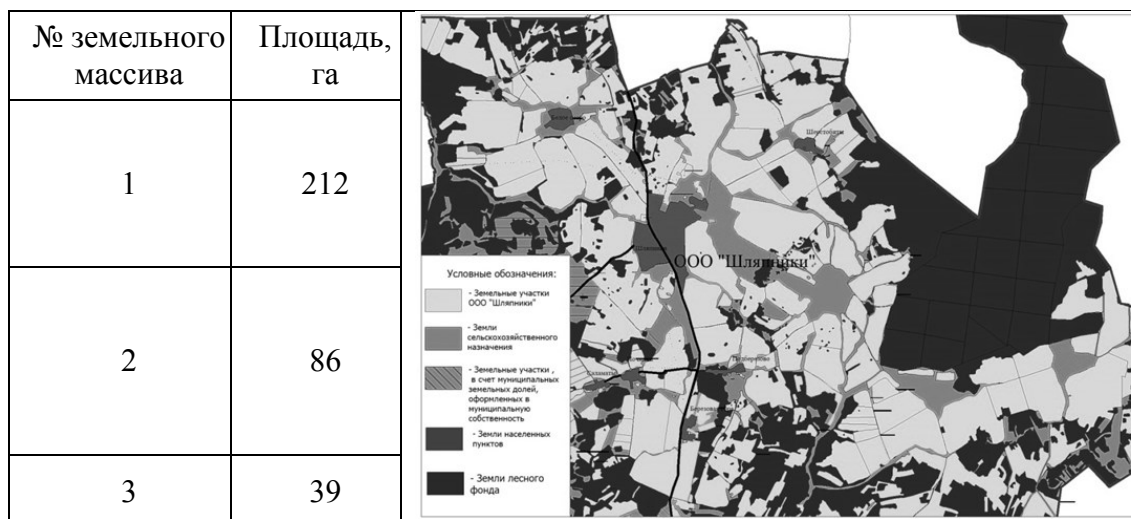 № земельного
массива
Площадь,
га
1
212
2
86
3
39
Шерстобиты
ООО "Шляпники"
Условные обозначения:
- Земельные участки
ООО "Шляпники"
- Земли
сельскохозяйственного
назначения
- Земельные участки ,
в счет муниципальных
земельных долей,
оформленных в
муниципальную
собственность
- Земли населенных
пунктов
- Земли лесного
фонда